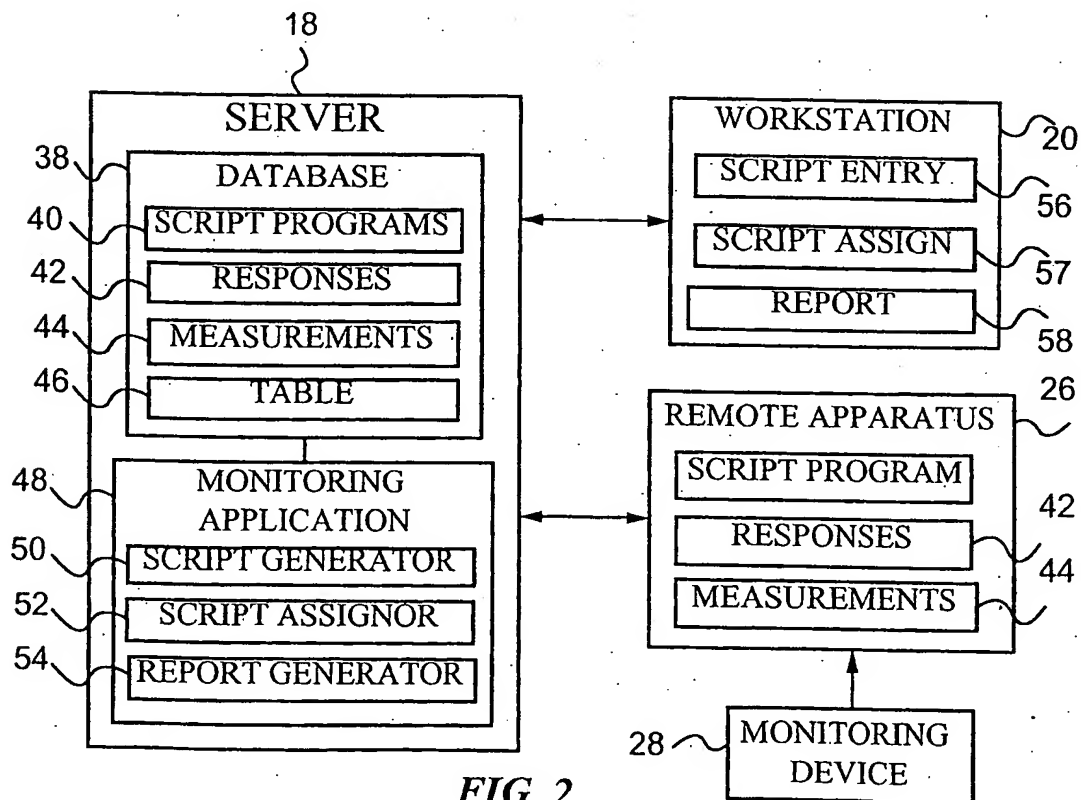 18
SERVER
38
DATABASE
40
SCRIPT PROGRAMS
42
RESPONSES
44
MEASUREMENTS
46
TABLE
48
MONITORING
APPLICATION
50
SCRIPT GENERATOR
52
SCRIPT ASSIGNOR
54
REPORT GENERATOR
WORKSTATION
20
SCRIPT ENTRY
56
SCRIPT ASSIGN
57
REPORT
58
26
REMOTE APPARATUS
SCRIPT PROGRAM
42
RESPONSES
44
MEASUREMENTS
28
MONITORING
DEVICE
FIG. 2